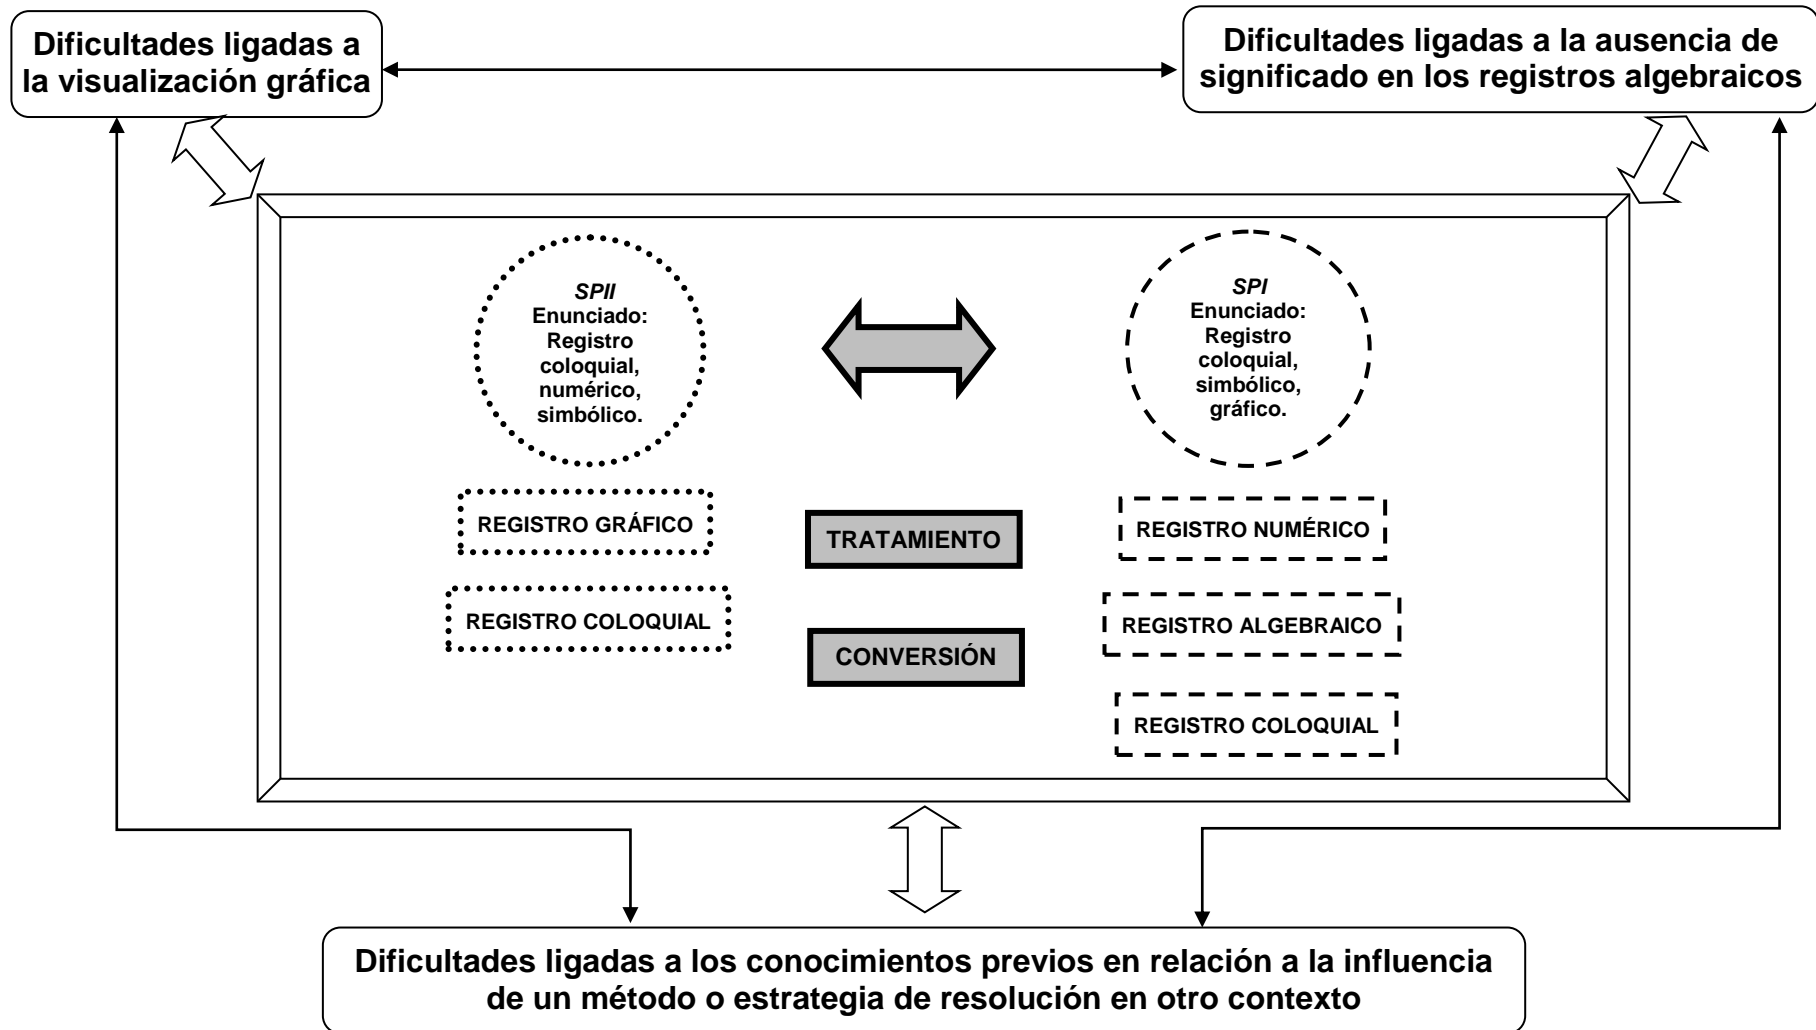 Dificultades ligadas a
la visualización gráfica
Dificultades ligadas a la ausencia de
significado en los registros algebraicos
SPII
Enunciado:
Registro
coloquial,
numérico,
simbólico.
SPI
Enunciado:
Registro
coloquial,
simbólico,
gráfico.
REGISTRO GRÁFICO
REGISTRO COLOQUIAL
TRATAMIENTO
CONVERSIÓN
REGISTRO NUMÉRICO
REGISTRO ALGEBRAICO
REGISTRO COLOQUIAL
Dificultades ligadas a los conocimientos previos en relación a la influencia
de un método o estrategia de resolución en otro contexto